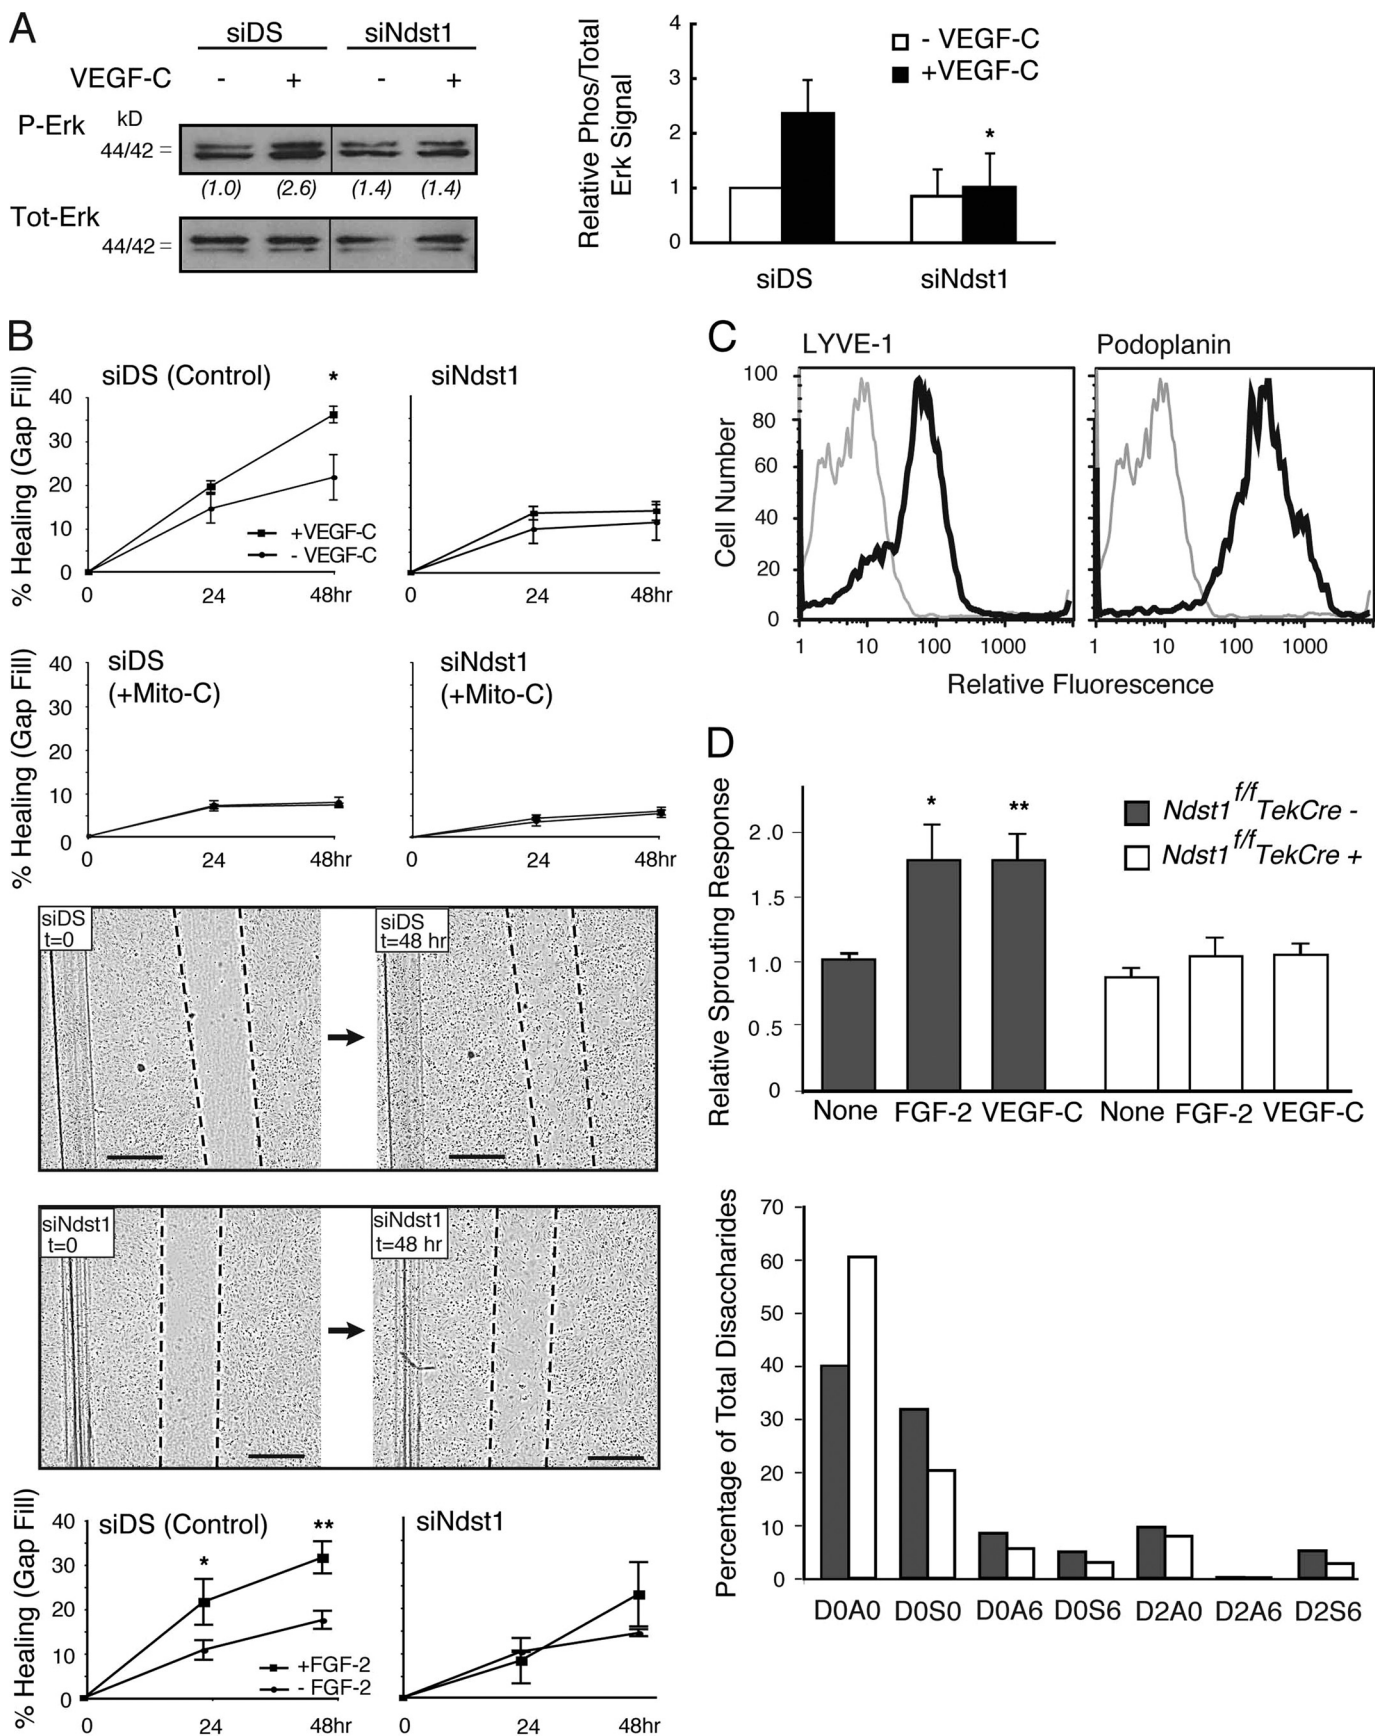 A
siDS
siNdst1
VEGF-C
- + - +
P-Erk
kD
44/42 =
(1.0) (2.6) (1.4) (1.4)
Tot-Erk
44/42 =
Relative Phos/Total
Erk Signal
4
3
2
1
0
- VEGF-C
+VEGF-C
*
siDS
siNdst1
B
% Healing (Gap Fill)
siDS (Control)
*
40
30
20
10
0
+VEGF-C
- VEGF-C
0 24 48hr
siNdst1
0 24 48hr
% Healing (Gap Fill)
siDS
(+Mito-C)
40
30
20
10
0
0 24 48hr
siNdst1
(+Mito-C)
0 24 48hr
siDS
t=0
siDS
t=48 hr
siNdst1
t=0
siNdst1
t=48 hr
% Healing (Gap Fill)
siDS (Control)
*
**
40
30
20
10
0
+FGF-2
- FGF-2
0 24 48hr
siNdst1
0 24 48hr
C
LYVE-1
Podoplanin
Cell Number
100
80
60
40
20
0
1 10 100 1000
1 10 100 1000
Relative Fluorescence
D
Relative Sprouting Response
2.0
1.5
1.0
0.5
0
*
**
Ndst1 f/f TekCre -
Ndst1 f/f TekCre +
None FGF-2 VEGF-C
None FGF-2 VEGF-C
Percentage of Total Disaccharides
70
60
50
40
30
20
10
0
D0A0 D0S0 D0A6 D0S6 D2A0 D2A6 D2S6